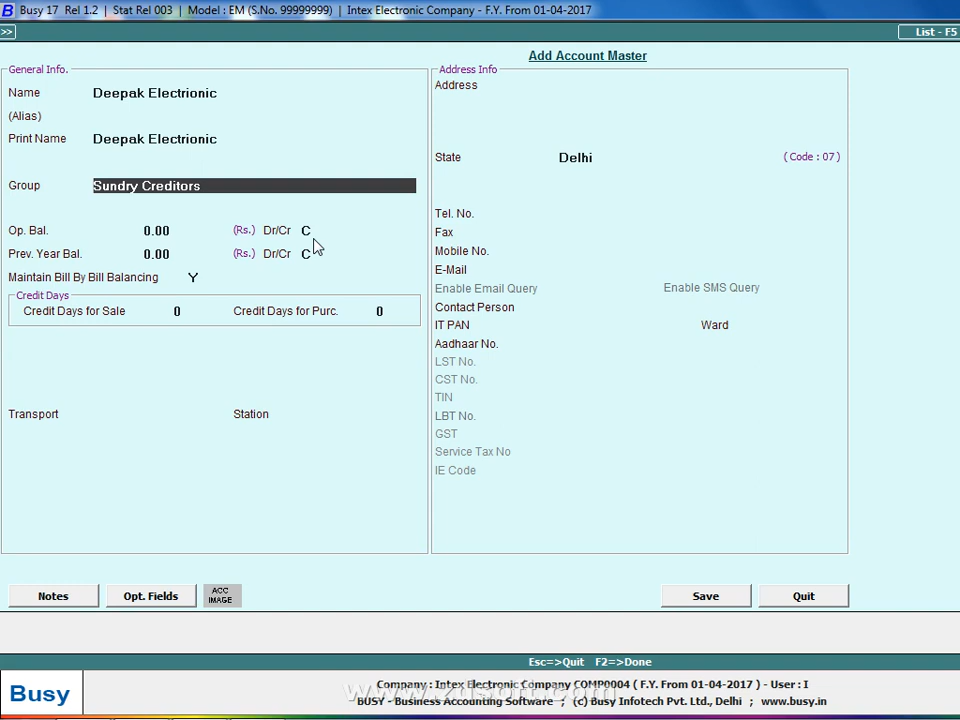 B Busy 17 Rel 1.2 | Stat Rel 003 | Model : EM (S.No. 99999999) | Intex Electronic Company - F.Y. From 01-04-2017
>> List - F5
Add Account Master
General Info.
Name Deepak Electrionic
(Alias)
Print Name Deepak Electrionic
Group Sundry Creditors
Op. Bal. 0.00 (Rs.) Dr/Cr C
Prev. Year Bal. 0.00 (Rs.) Dr/Cr C
Maintain Bill By Bill Balancing Y
Credit Days
Credit Days for Sale 0 Credit Days for Purc. 0
Transport Station
Address Info
Address
State Delhi ( Code : 07 )
Tel. No.
Fax
Mobile No.
E-Mail
Enable Email Query Enable SMS Query
Contact Person
IT PAN Ward
Aadhaar No.
LST No.
CST No.
TIN
LBT No.
GST
Service Tax No
IE Code
Notes Opt. Fields ACC IMAGE Save Quit
Esc=>Quit F2=>Done
Busy
Company : Intex Electronic Company COMP0004 ( F.Y. From 01-04-2017 ) - User : I
www.zdsoft.com
BUSY - Business Accounting Software ; (c) Busy Infotech Pvt. Ltd., Delhi ; www.busy.in